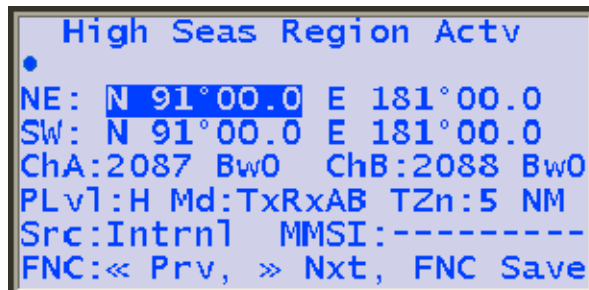 High Seas Region Actv
NE: N 91°00.0 E 181°00.0
SW: N 91°00.0 E 181°00.0
ChA:2087 Bw0 ChB:2088 Bw0
PLvl:H Md:TxRxAB TZn:5 NM
Src:Intrnl MMSI:---------
FNC:« Prv, » Nxt, FNC Save